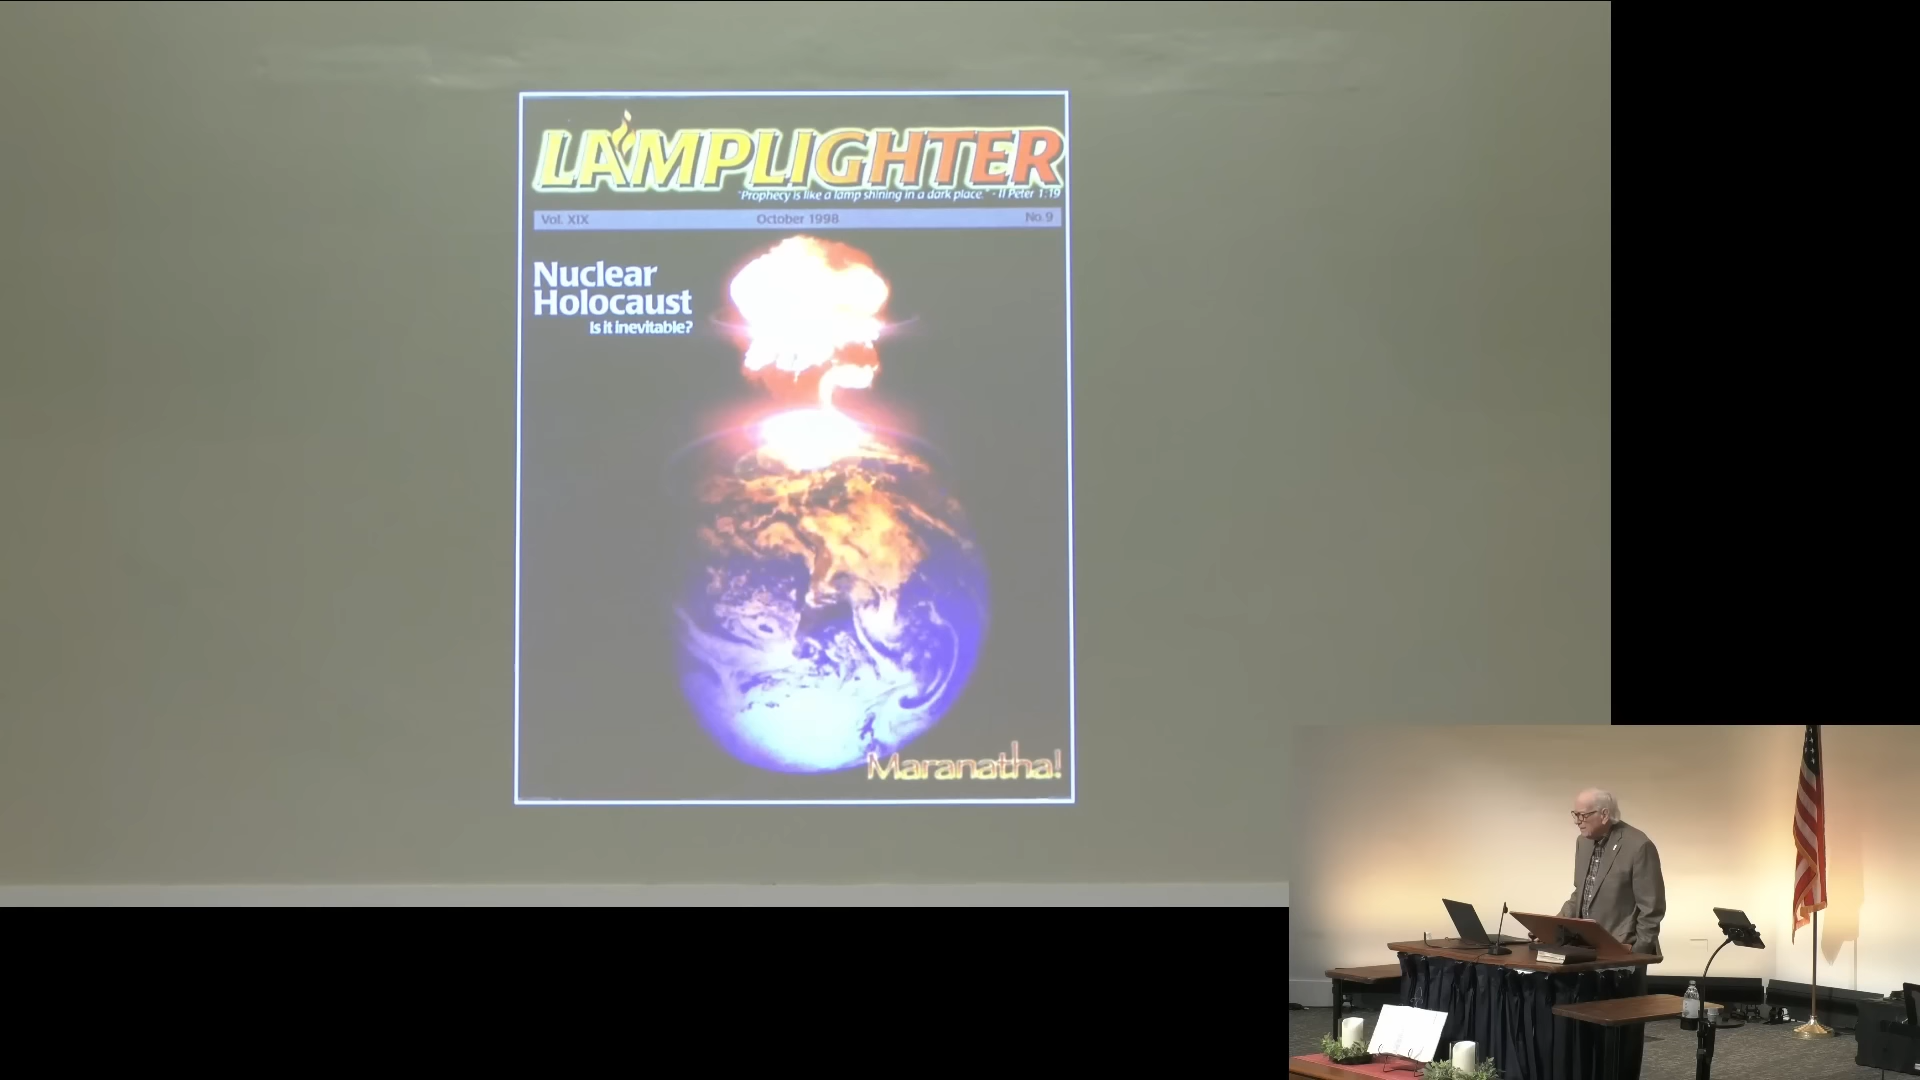 LAMPLIGHTER
"Prophecy is like a lamp shining in a dark place." - II Peter 1:19
Vol. XIX October 1998 No. 9
Nuclear
Holocaust
Is it inevitable?
Maranatha!